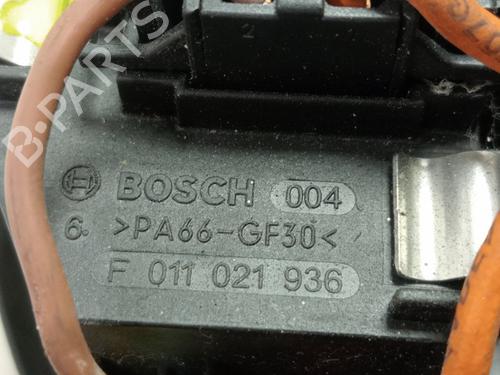 2
BOSCH 004
6. >PA66-GF30<
F 011 021 936
B-PARTS